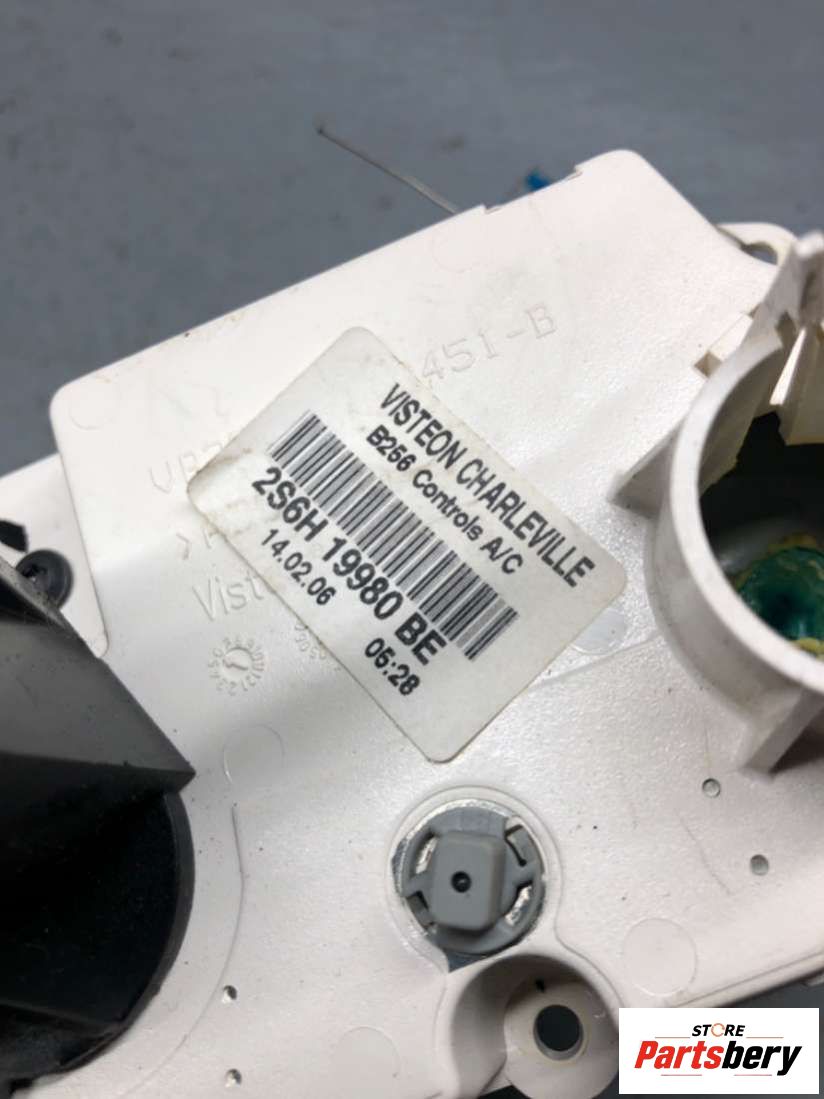 451-B
VISTEON CHARLEVILLE
B256 Controls A/C
2S6H 19980 BE
14.02.06 05:28
STORE
Partsbery